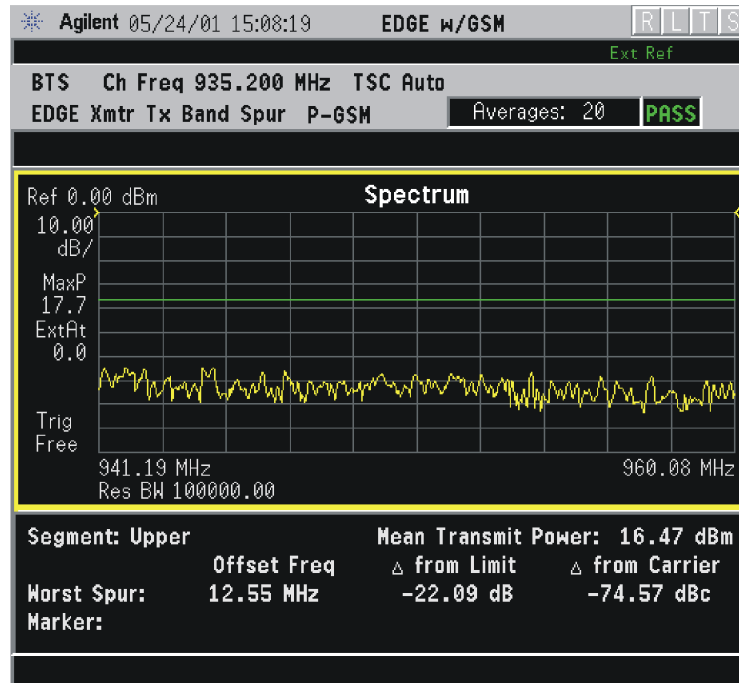 Agilent 05/24/01 15:08:19 EDGE w/GSM R L T S
Ext Ref
BTS Ch Freq 935.200 MHz TSC Auto
EDGE Xmtr Tx Band Spur P-GSM Averages: 20 PASS
Ref 0.00 dBm Spectrum
10.00
dB/
MaxP
17.7
ExtAt
0.0
Trig
Free
941.19 MHz 960.08 MHz
Res BW 100000.00
Segment: Upper Mean Transmit Power: 16.47 dBm
Offset Freq △ from Limit △ from Carrier
Worst Spur: 12.55 MHz -22.09 dB -74.57 dBc
Marker: